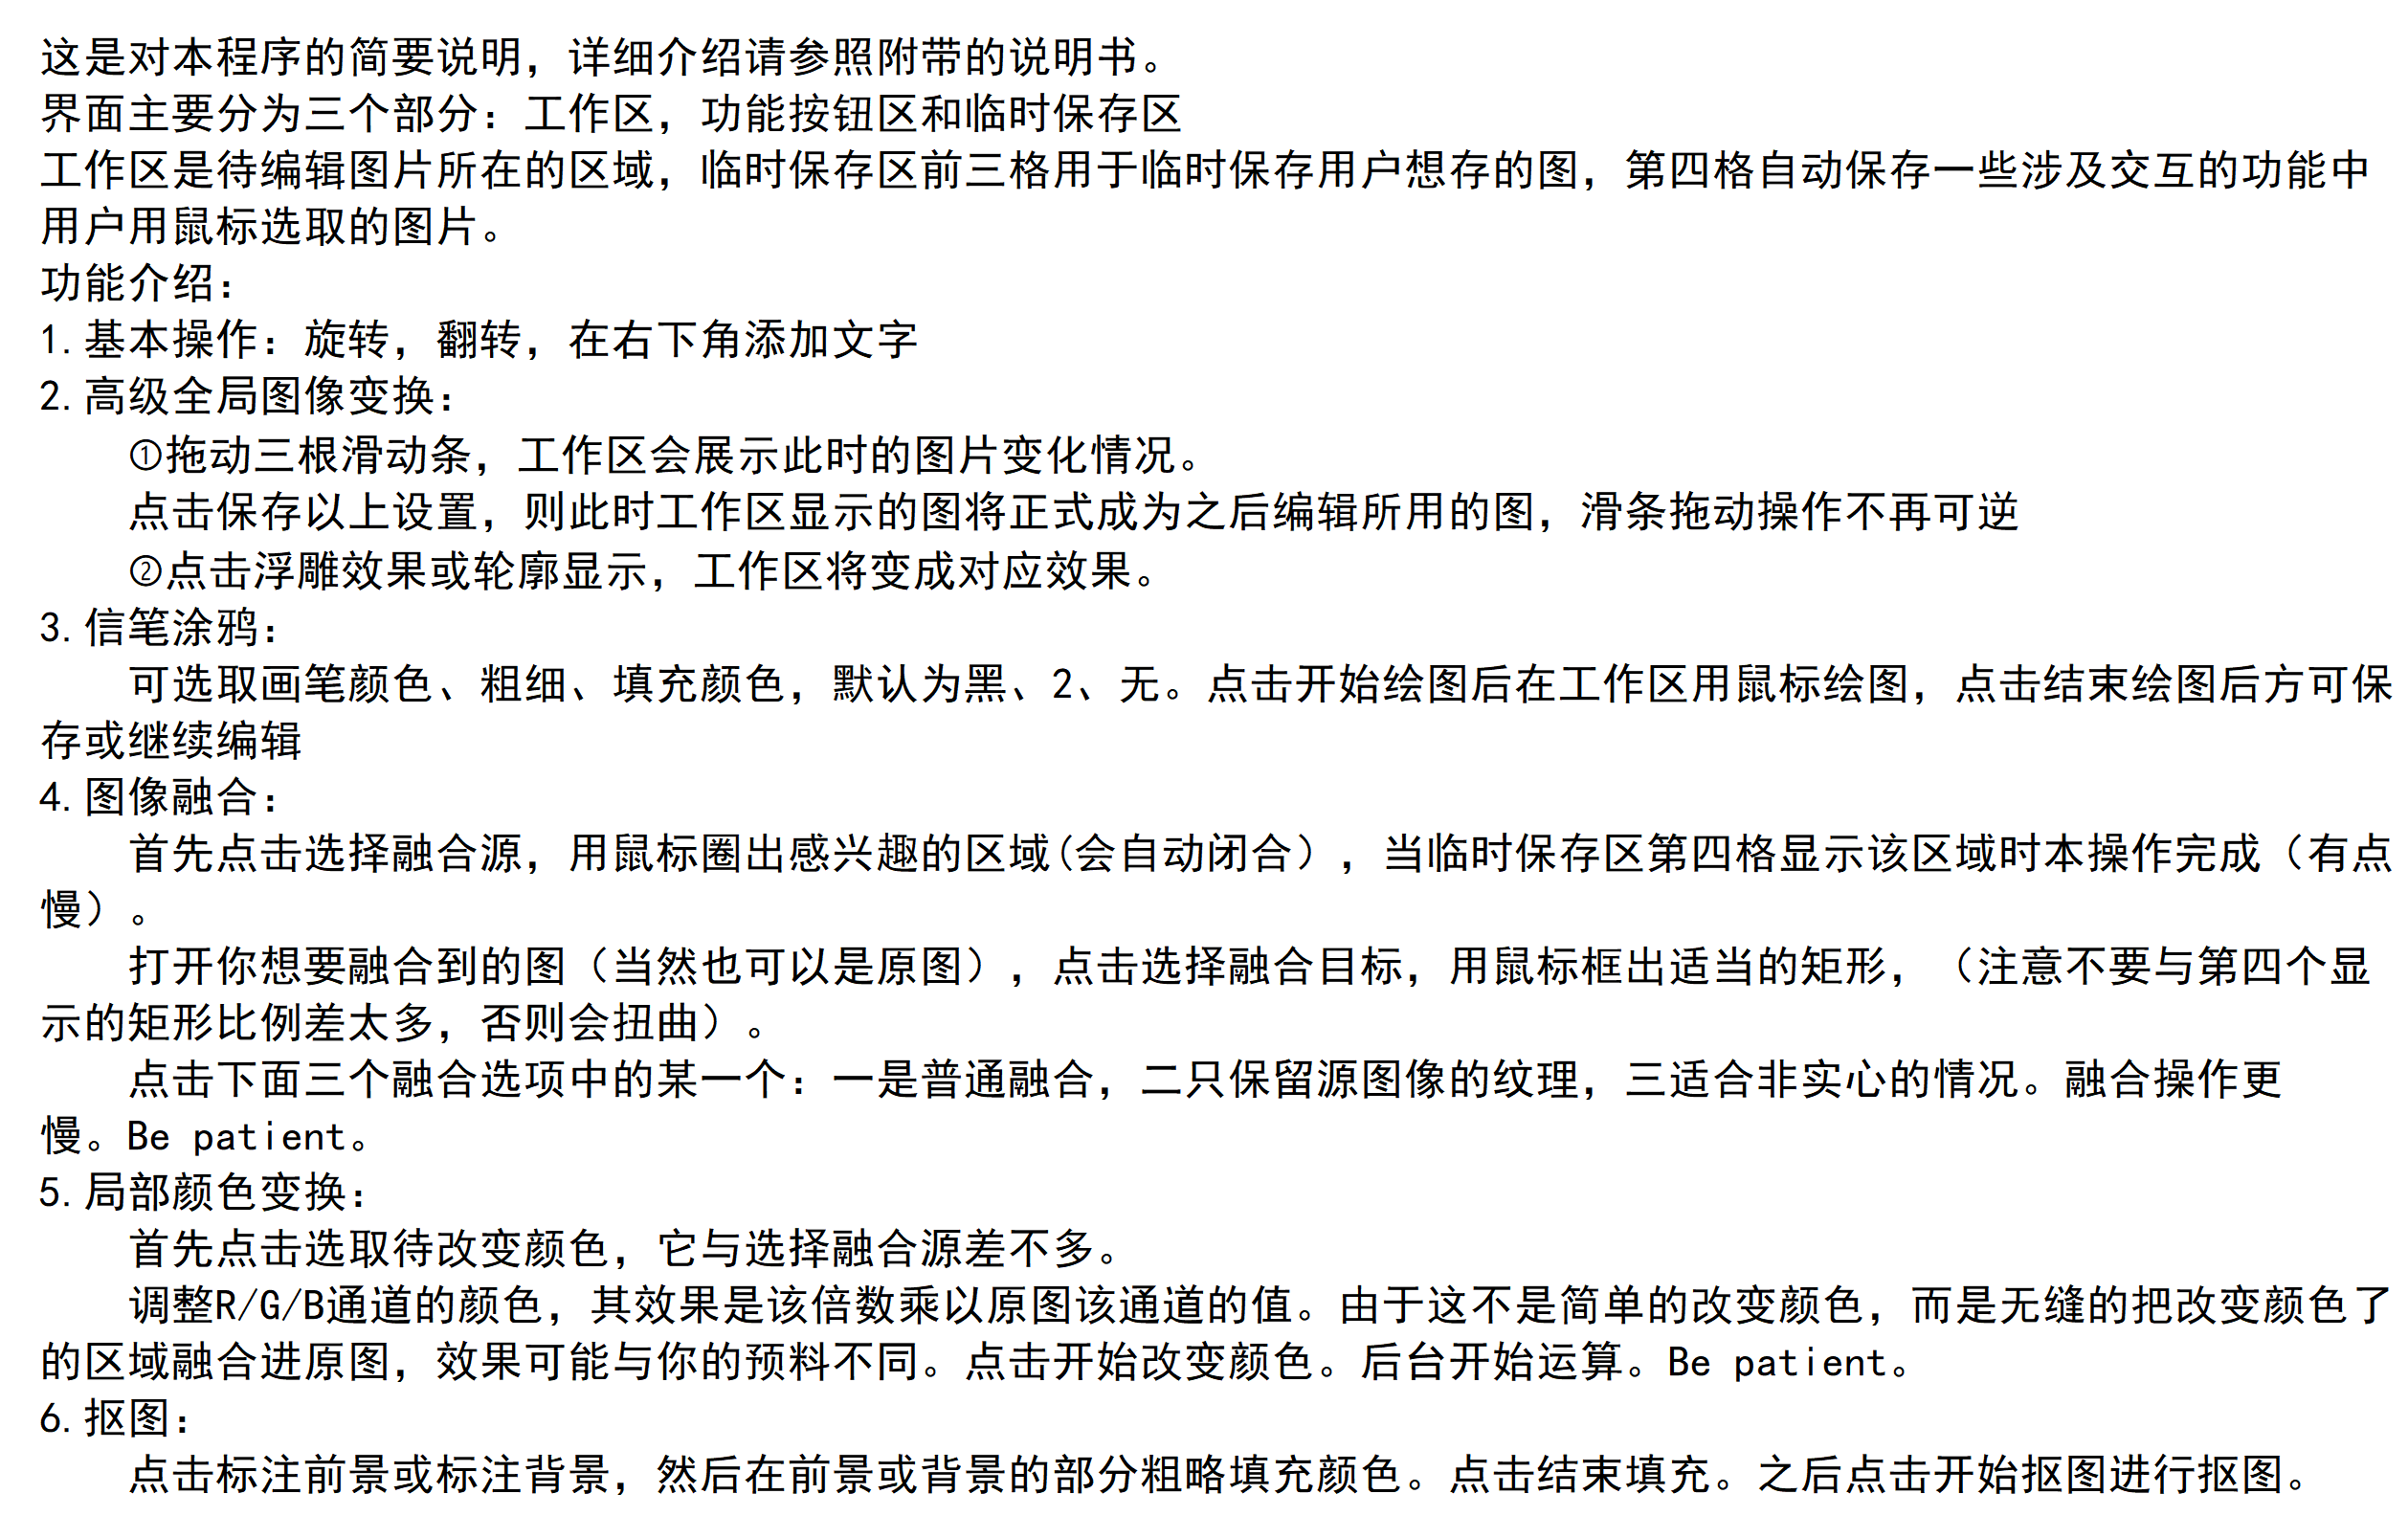 这是对本程序的简要说明，详细介绍请参照附带的说明书。
界面主要分为三个部分：工作区，功能按钮区和临时保存区
工作区是待编辑图片所在的区域，临时保存区前三格用于临时保存用户想存的图，第四格自动保存一些涉及交互的功能中
用户用鼠标选取的图片。
功能介绍：
1.基本操作：旋转，翻转，在右下角添加文字
2.高级全局图像变换：
①拖动三根滑动条，工作区会展示此时的图片变化情况。
点击保存以上设置，则此时工作区显示的图将正式成为之后编辑所用的图，滑条拖动操作不再可逆
②点击浮雕效果或轮廓显示，工作区将变成对应效果。
3.信笔涂鸦：
可选取画笔颜色、粗细、填充颜色，默认为黑、2、无。点击开始绘图后在工作区用鼠标绘图，点击结束绘图后方可保
存或继续编辑
4.图像融合：
首先点击选择融合源，用鼠标圈出感兴趣的区域(会自动闭合），当临时保存区第四格显示该区域时本操作完成（有点
慢）。
打开你想要融合到的图（当然也可以是原图），点击选择融合目标，用鼠标框出适当的矩形，（注意不要与第四个显
示的矩形比例差太多，否则会扭曲）。
点击下面三个融合选项中的某一个：一是普通融合，二只保留源图像的纹理，三适合非实心的情况。融合操作更
慢。Be patient。
5.局部颜色变换：
首先点击选取待改变颜色，它与选择融合源差不多。
调整R/G/B通道的颜色，其效果是该倍数乘以原图该通道的值。由于这不是简单的改变颜色，而是无缝的把改变颜色了
的区域融合进原图，效果可能与你的预料不同。点击开始改变颜色。后台开始运算。Be patient。
6.抠图：
点击标注前景或标注背景，然后在前景或背景的部分粗略填充颜色。点击结束填充。之后点击开始抠图进行抠图。